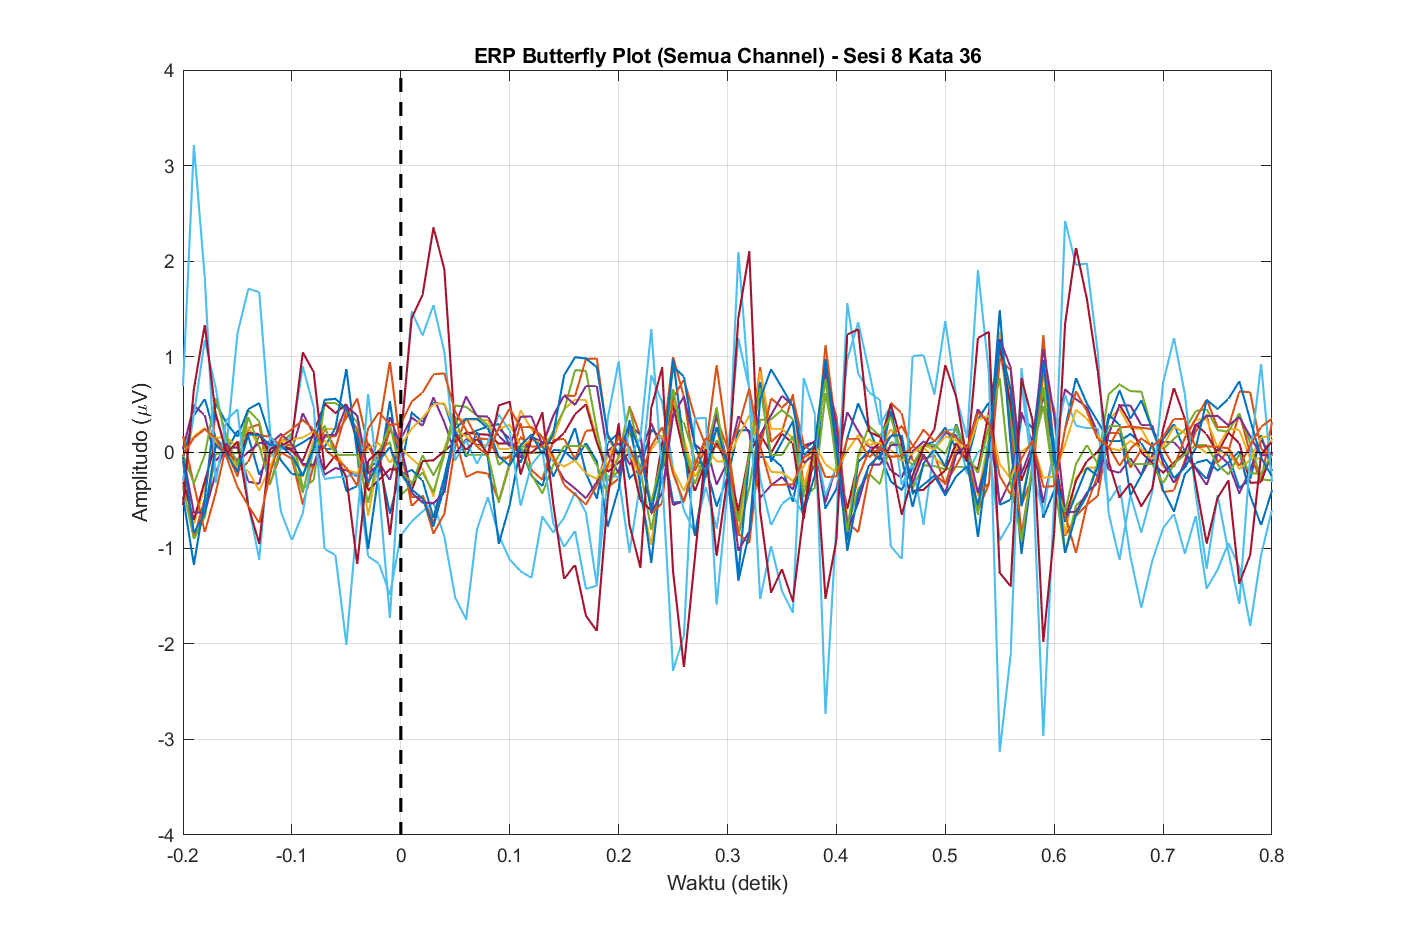 ERP Butterfly Plot (Semua Channel) - Sesi 8 Kata 36
4
3
2
1
0
-1
-2
-3
-4
Amplitudo (μV)
-0.2 -0.1 0 0.1 0.2 0.3 0.4 0.5 0.6 0.7 0.8
Waktu (detik)